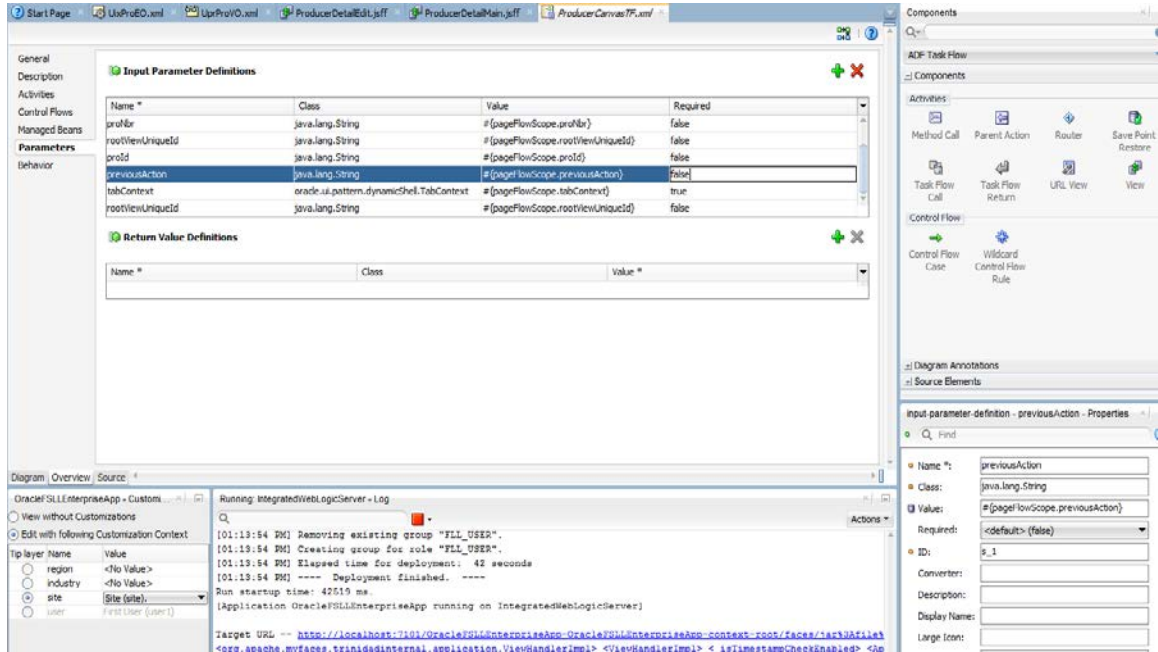 Start Page UixProEO.xml UprProVO.xml ProducerDetailEdit.jsff ProducerDetailMain.jsff ProducerCanvasTF.xml
General
Description
Activities
Control Flows
Managed Beans
Parameters
Behavior
Input Parameter Definitions
Name * Class Value Required
proNbr java.lang.String #{pageFlowScope.proNbr} false
rootViewUniqueId java.lang.String #{pageFlowScope.rootViewUniqueId} false
proId java.lang.String #{pageFlowScope.proId} false
previousAction java.lang.String #{pageFlowScope.previousAction} false
tabContext oracle.ui.pattern.dynamicShell.TabContext #{pageFlowScope.tabContext} true
rootViewUniqueId java.lang.String #{pageFlowScope.rootViewUniqueId} false
Return Value Definitions
Name * Class Value *
Diagram Overview Source
Components
ADF Task Flow
Components
Activities
Method Call Parent Action Router Save Point
Restore
Task Flow Task Flow URL View View
Call Return
Control Flow
Control Flow Wildcard
Case Control Flow
Rule
Diagram Annotations
Source Elements
OracleFSLLEnterpriseApp - Customi...
View without Customizations
Edit with following Customization Context
Tip layer Name Value
region <No Value>
industry <No Value>
site Site (site).
user First User (user1)
Running: IntegratedWebLogicServer - Log
Actions
[01:13:54 PM] Removing existing group "FLL_USER".
[01:13:54 PM] Creating group for role "FLL_USER".
[01:13:54 PM] Elapsed time for deployment: 42 seconds
[01:13:54 PM] ---- Deployment finished. ----
Run startup time: 42519 ms.
[Application OracleFSLLEnterpriseApp running on IntegratedWebLogicServer]
Target URL -- http://localhost:7101/OracleFSLLEnterpriseApp-OracleFSLLEnterpriseApp-context-root/faces/jar%3Afile%
<org.apache.myfaces.trinidadinternal.application.ViewHandlerImpl> <ViewHandlerImpl> <_isTimestampCheckEnabled> <Ap
input-parameter-definition - previousAction - Properties
Find
Name *: previousAction
Class: java.lang.String
Value: #{pageFlowScope.previousAction}
Required: <default> (false)
ID: s_1
Converter:
Description:
Display Name:
Large Icon: